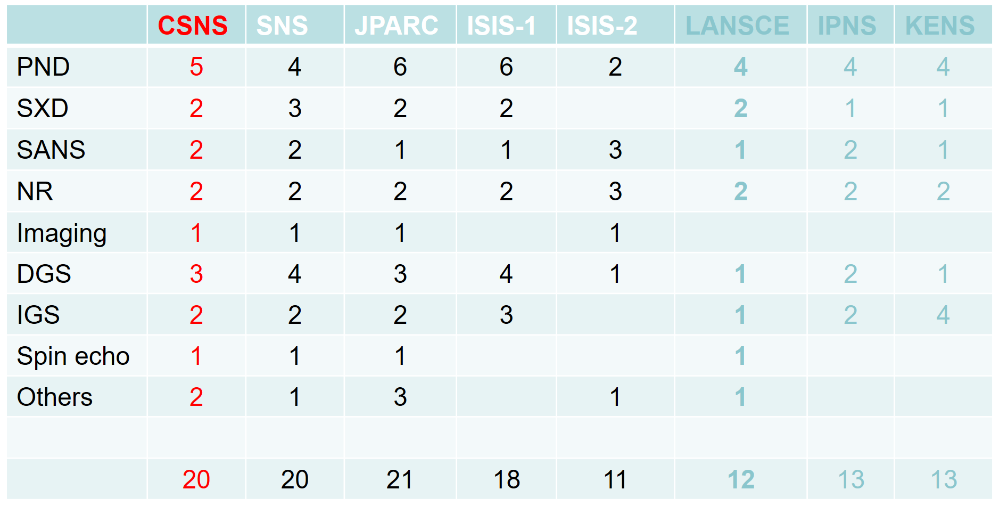 CSNS SNS JPARC ISIS-1 ISIS-2 LANSCE IPNS KENS
PND 5 4 6 6 2 4 4 4
SXD 2 3 2 2 2 1 1
SANS 2 2 1 1 3 1 2 1
NR 2 2 2 2 3 2 2 2
Imaging 1 1 1 1
DGS 3 4 3 4 1 1 2 1
IGS 2 2 2 3 1 2 4
Spin echo 1 1 1 1
Others 2 1 3 1 1
20 20 21 18 11 12 13 13